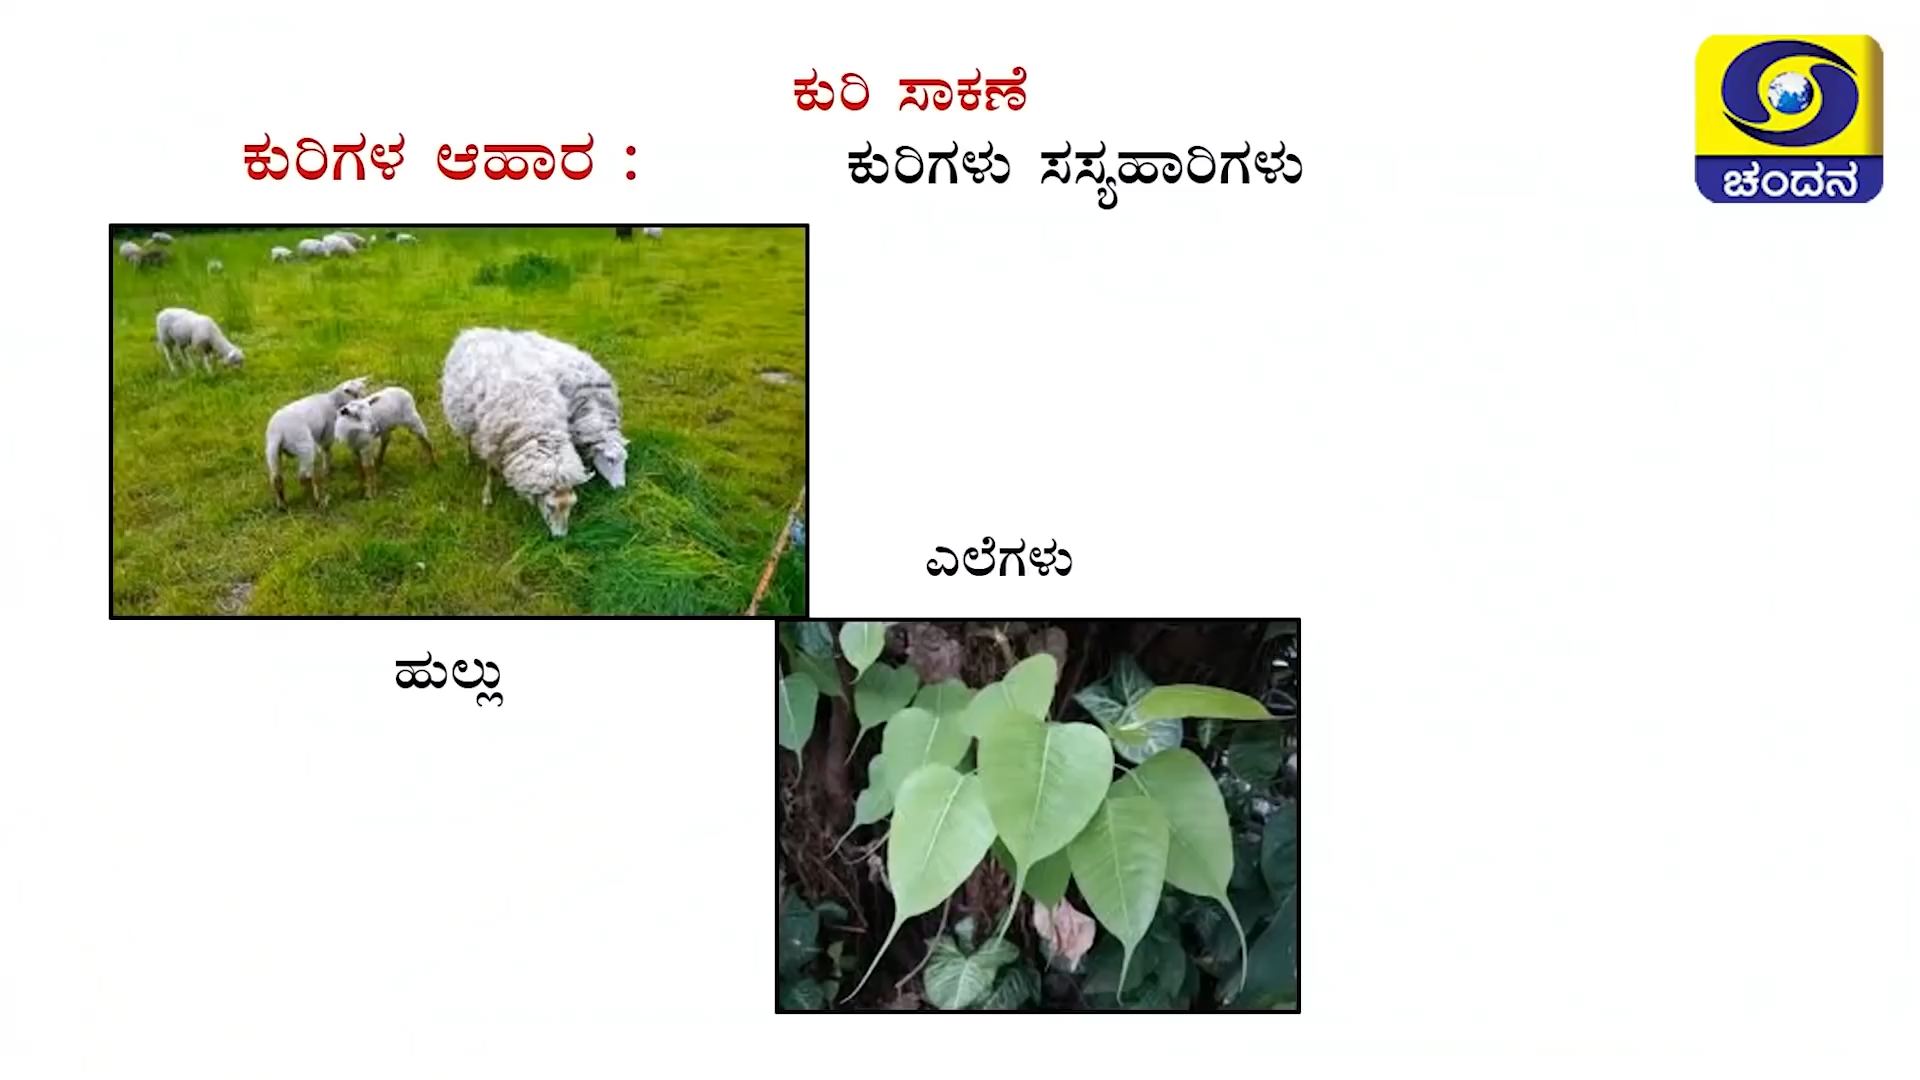 ಕುರಿ ಸಾಕಣೆ
ಕುರಿಗಳ ಆಹಾರ :
ಕುರಿಗಳು ಸಸ್ಯಹಾರಿಗಳು
ಚಂದನ
ಎಲೆಗಳು
ಹುಲ್ಲು